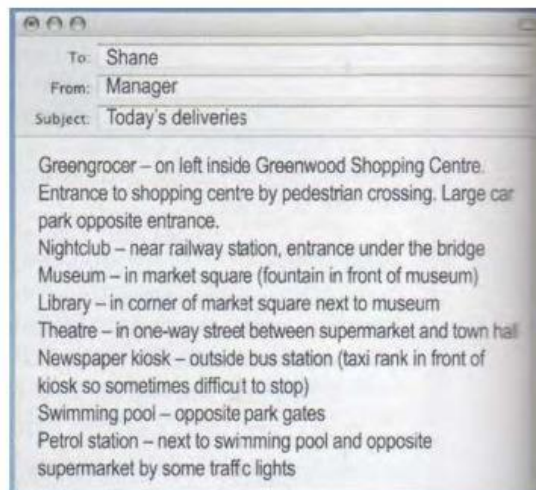 To: Shane
From: Manager
Subject: Today's deliveries
Greengrocer – on left inside Greenwood Shopping Centre.
Entrance to shopping centre by pedestrian crossing. Large car
park opposite entrance.
Nightclub – near railway station, entrance under the bridge
Museum – in market square (fountain in front of museum)
Library – in corner of market square next to museum
Theatre – in one-way street between supermarket and town hall
Newspaper kiosk – outside bus station (taxi rank in front of
kiosk so sometimes difficult to stop)
Swimming pool – opposite park gates
Petrol station – next to swimming pool and opposite
supermarket by some traffic lights